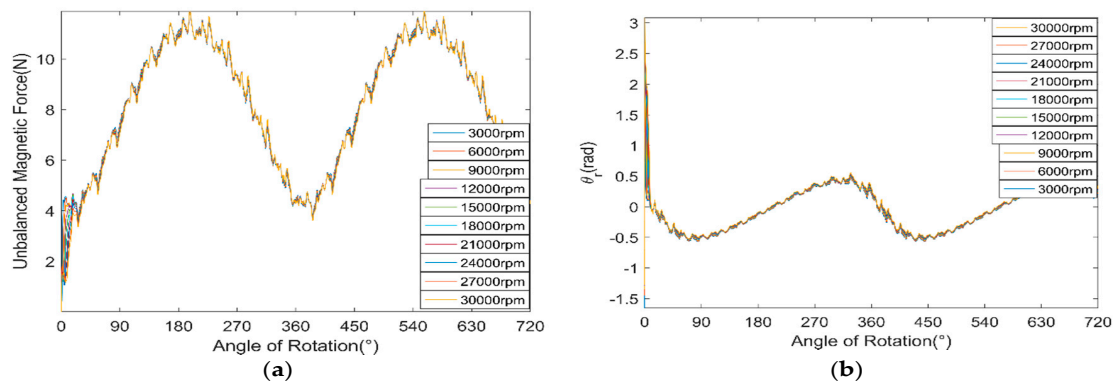 Unbalanced Magnetic Force(N)
10
8
6
4
2
3000rpm
6000rpm
9000rpm
12000rpm
15000rpm
18000rpm
21000rpm
24000rpm
27000rpm
30000rpm
0 90 180 270 360 450 540 630 720
Angle of Rotation(°)
(a)
θt(rad)
3
2.5
2
1.5
1
0.5
0
-0.5
-1
-1.5
30000rpm
27000rpm
24000rpm
21000rpm
18000rpm
15000rpm
12000rpm
9000rpm
6000rpm
3000rpm
0 90 180 270 360 450 540 630 720
Angle of Rotation(°)
(b)